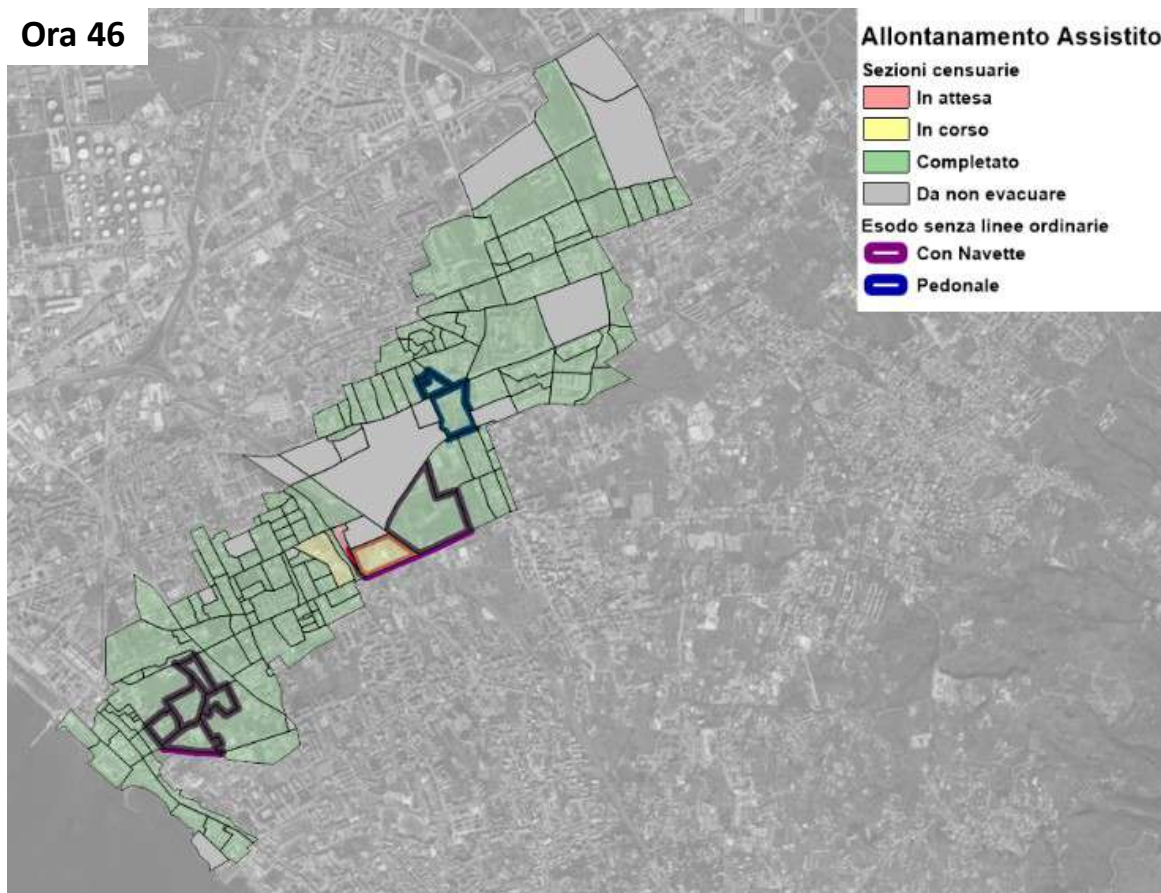 Ora 46
Allontanamento Assistito
Sezioni censuarie
In attesa
In corso
Completato
Da non evacuare
Esodo senza linee ordinarie
Con Navette
Pedonale